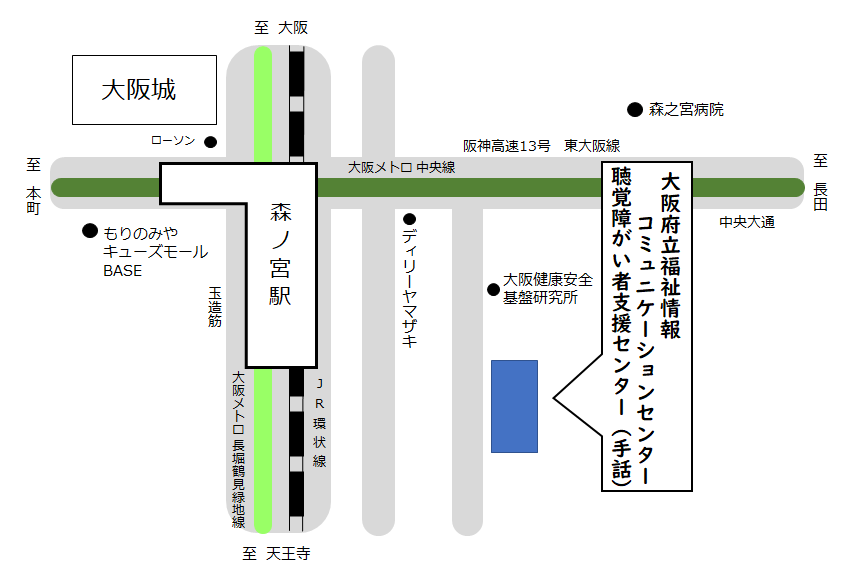 至 大阪
大阪城
ローソン
森之宮病院
阪神高速13号 東大阪線
大阪メトロ 中央線
至 本町
至 長田
中央大通
もりのみや
キューズモール
BASE
森ノ宮駅
玉造筋
ディリーヤマザキ
大阪健康安全
基盤研究所
大阪府立福祉情報
コミュニケーションセンター
聴覚障がい者支援センター（手話）
大阪メトロ 長堀鶴見緑地線
ＪＲ環状線
至 天王寺